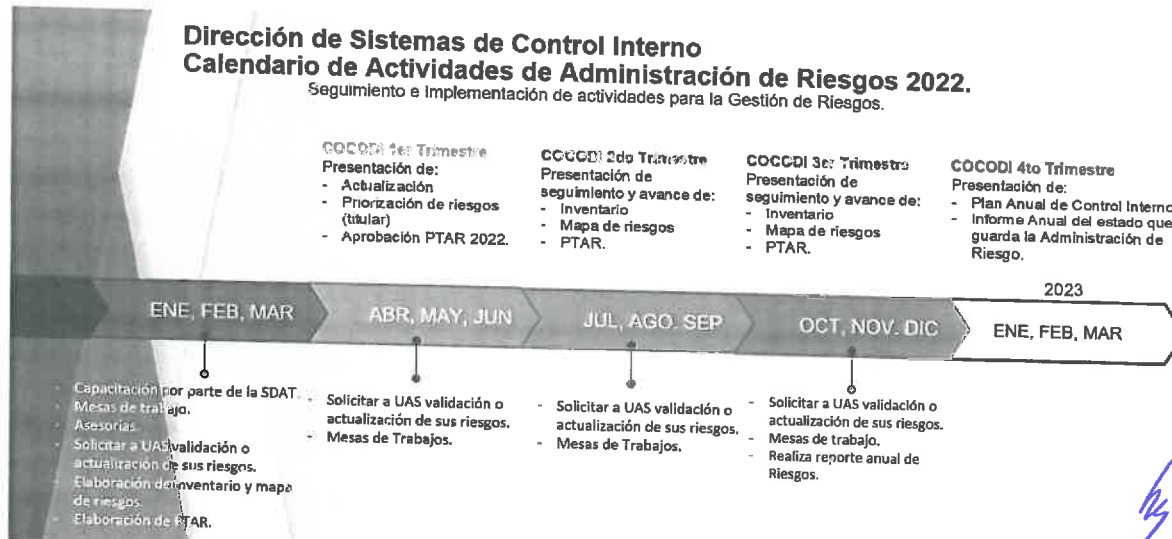 Dirección de Sistemas de Control Interno
Calendario de Actividades de Administración de Riesgos 2022.
Seguimiento e Implementación de actividades para la Gestión de Riesgos.
COCODI 1er Trimestre
Presentación de:
- Actualización
- Priorización de riesgos
(titular)
- Aprobación PTAR 2022.
COCODI 2do Trimestre
Presentación de
seguimiento y avance de:
- Inventario
- Mapa de riesgos
- PTAR.
COCODI 3er Trimestre
Presentación de
seguimiento y avance de:
- Inventario
- Mapa de riesgos
- PTAR.
COCODI 4to Trimestre
Presentación de:
- Plan Anual de Control Interno
- Informe Anual del estado que
guarda la Administración de
Riesgo.
2023
ENE, FEB, MAR
ABR, MAY, JUN
JUL, AGO. SEP
OCT, NOV. DIC
ENE, FEB, MAR
- Capacitación por parte de la SDAT.
- Mesas de trabajo.
- Asesorías.
- Solicitar a UAS validación o
actualización de sus riesgos.
- Elaboración de inventario y mapa
de riesgos.
- Elaboración de PTAR.
- Solicitar a UAS validación o
actualización de sus riesgos.
- Mesas de Trabajos.
- Solicitar a UAS validación o
actualización de sus riesgos.
- Mesas de Trabajos.
- Solicitar a UAS validación o
actualización de sus riesgos.
- Mesas de trabajo.
- Realiza reporte anual de
Riesgos.